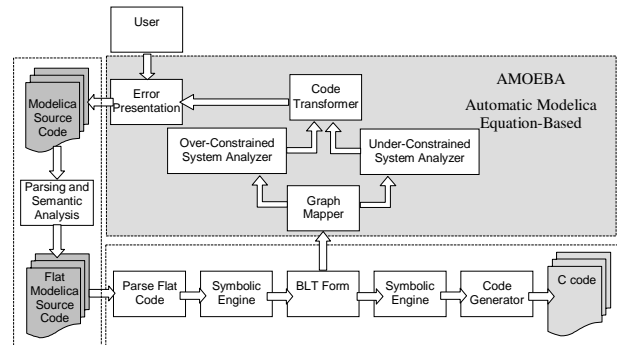 User
AMOEBA
Automatic Modelica
Equation-Based
Error
Presentation
Code
Transformer
Modelica
Source
Code
Over-Constrained
System Analyzer
Under-Constrained
System Analyzer
Parsing and
Semantic
Analysis
Graph
Mapper
Flat
Modelica
Source
Code
Parse Flat
Code
Symbolic
Engine
BLT Form
Symbolic
Engine
Code
Generator
C code